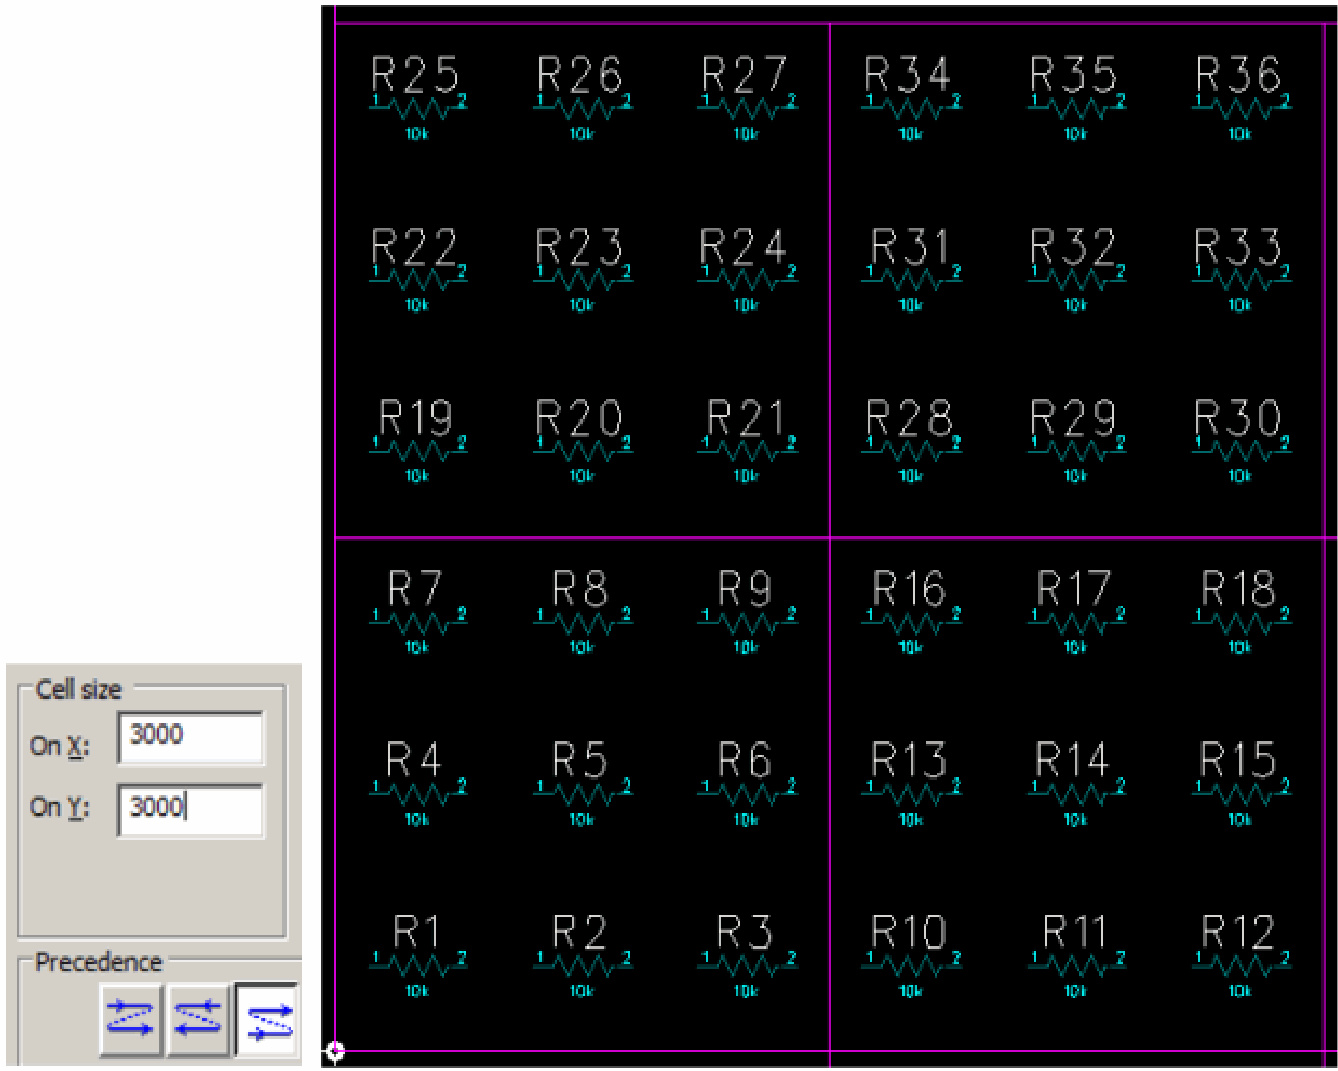 R25 R26 R27 R34 R35 R36
1 2 1 2 1 2 1 2 1 2 1 2
10k 10k 10k 10k 10k 10k
R22 R23 R24 R31 R32 R33
1 2 1 2 1 2 1 2 1 2 1 2
10k 10k 10k 10k 10k 10k
R19 R20 R21 R28 R29 R30
1 2 1 2 1 2 1 2 1 2 1 2
10k 10k 10k 10k 10k 10k
R7 R8 R9 R16 R17 R18
1 2 1 2 1 2 1 2 1 2 1 2
10k 10k 10k 10k 10k 10k
R4 R5 R6 R13 R14 R15
1 2 1 2 1 2 1 2 1 2 1 2
10k 10k 10k 10k 10k 10k
R1 R2 R3 R10 R11 R12
1 2 1 2 1 2 1 2 1 2 1 2
10k 10k 10k 10k 10k 10k
Cell size
On X: 3000
On Y: 3000
Precedence